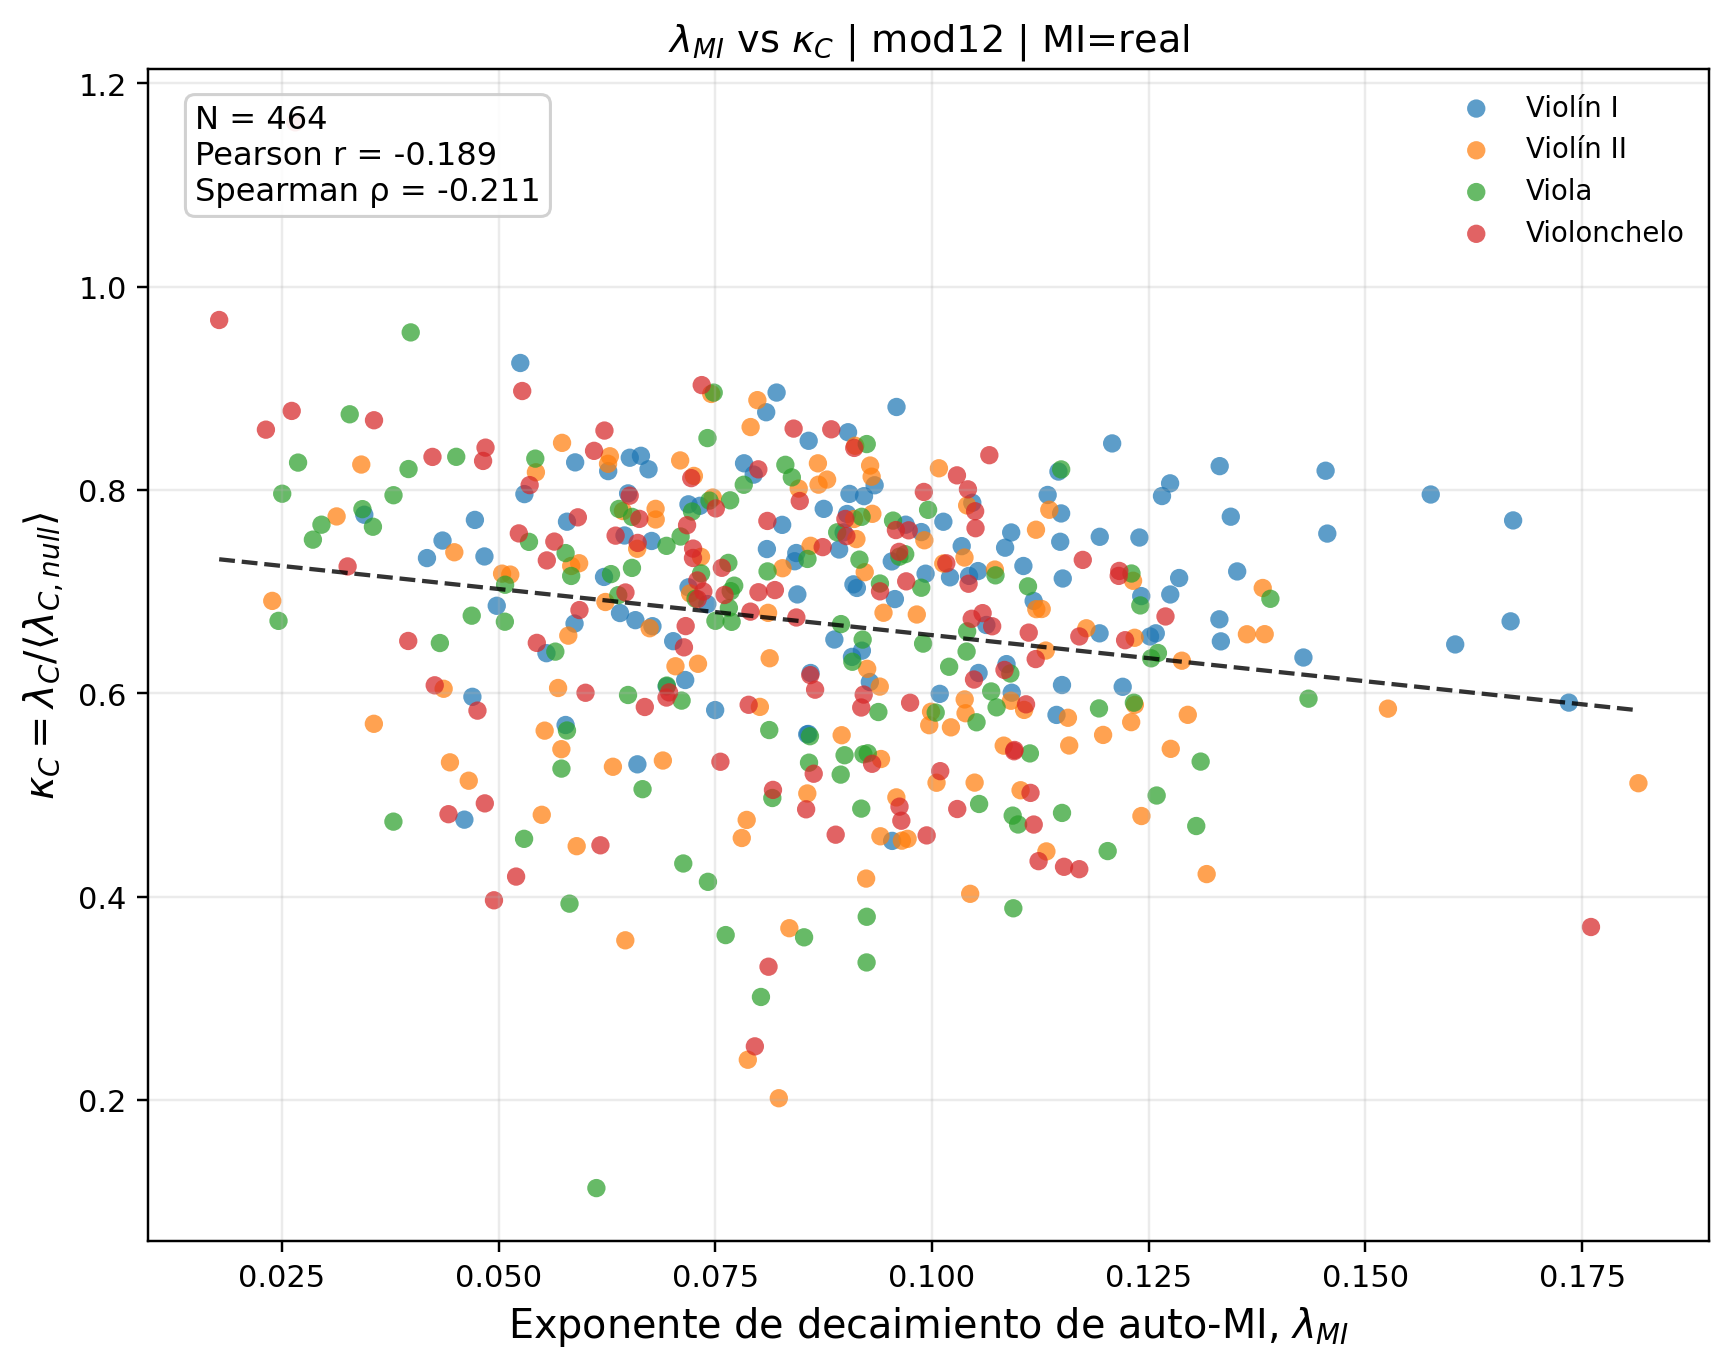 λ_MI vs κ_C | mod12 | MI=real
N = 464
Pearson r = -0.189
Spearman ρ = -0.211
Violín I
Violín II
Viola
Violonchelo
κ_C = λ_C/⟨λ_C,null⟩
1.2
1.0
0.8
0.6
0.4
0.2
0.025 0.050 0.075 0.100 0.125 0.150 0.175
Exponente de decaimiento de auto-MI, λ_MI